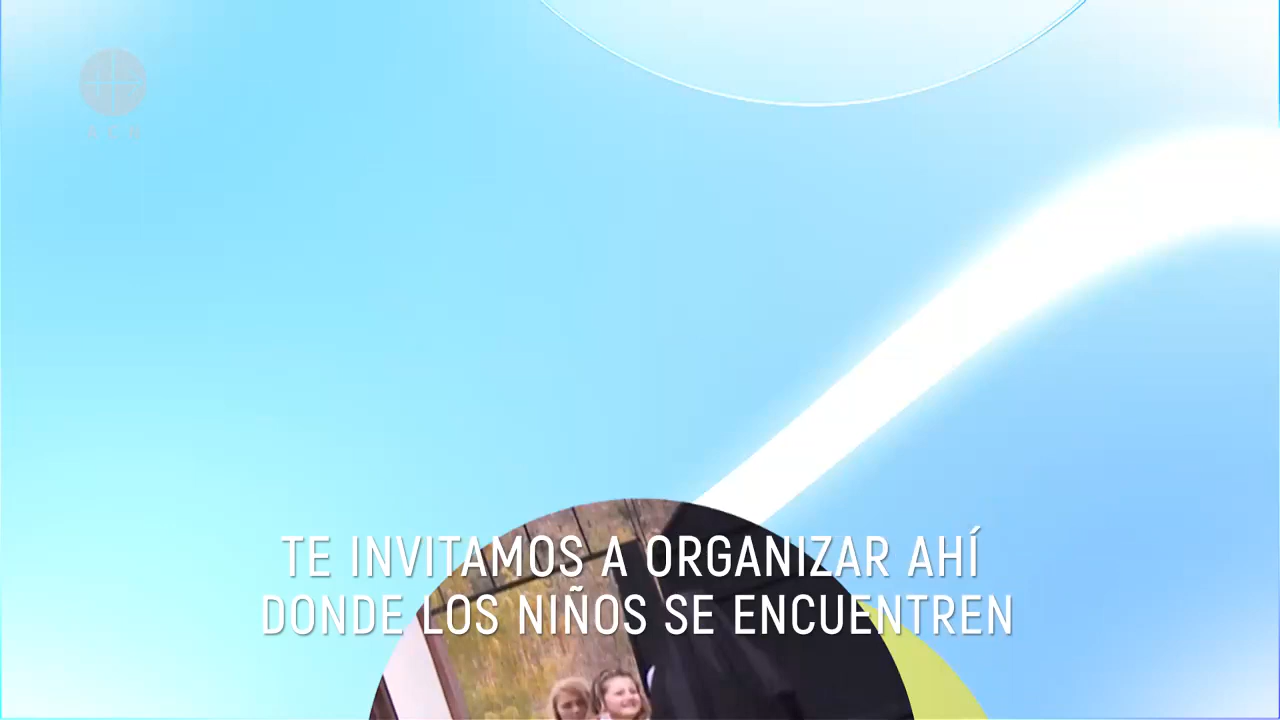 TE INVITAMOS A ORGANIZAR AHÍ
DONDE LOS NIÑOS SE ENCUENTREN